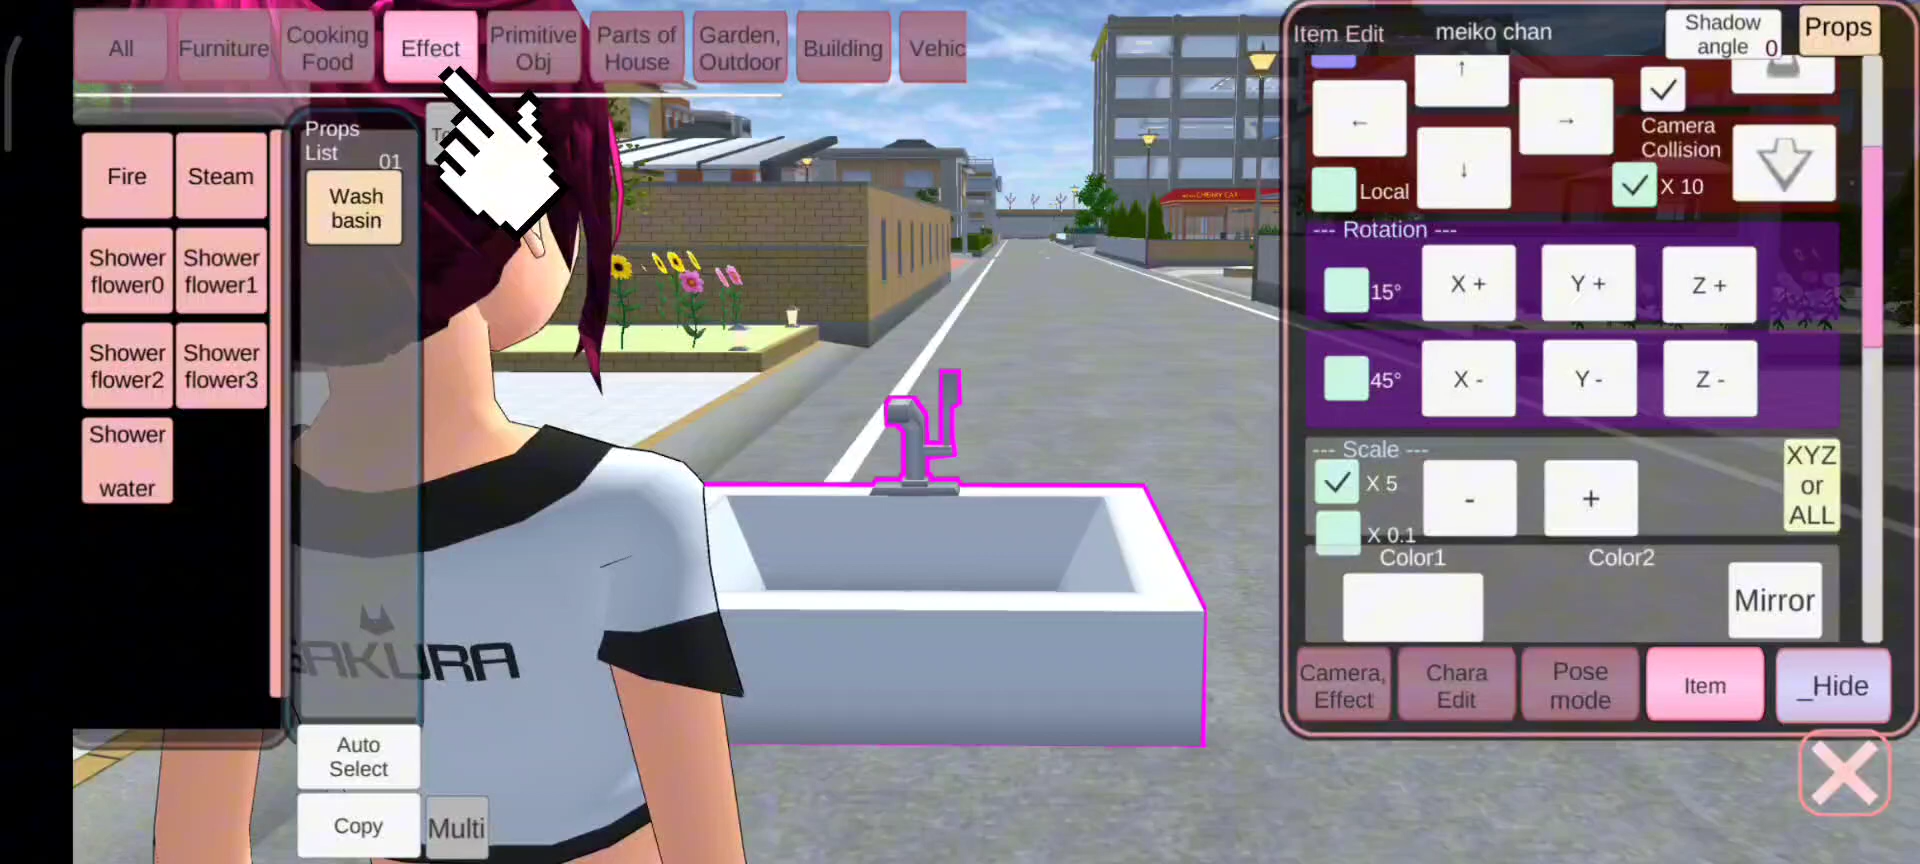 All
Furniture
Cooking
Food
Effect
Primitive
Obj
Parts of
House
Garden,
Outdoor
Building
Vehic
Fire
Steam
Shower
flower0
Shower
flower1
Shower
flower2
Shower
flower3
Shower
water
Props
List
01
Wash
basin
Auto
Select
Copy
Multi
AKURA
CHERRY CAT
Item Edit
meiko chan
Shadow
angle 0
Props
↑
←
→
↓
Camera
Collision
Local
X 10
--- Rotation ---
15°
X +
Y +
Z +
45°
X -
Y -
Z -
--- Scale ---
X 5
-
+
X 0.1
XYZ
or
ALL
Color1
Color2
Mirror
Camera,
Effect
Chara
Edit
Pose
mode
Item
_Hide